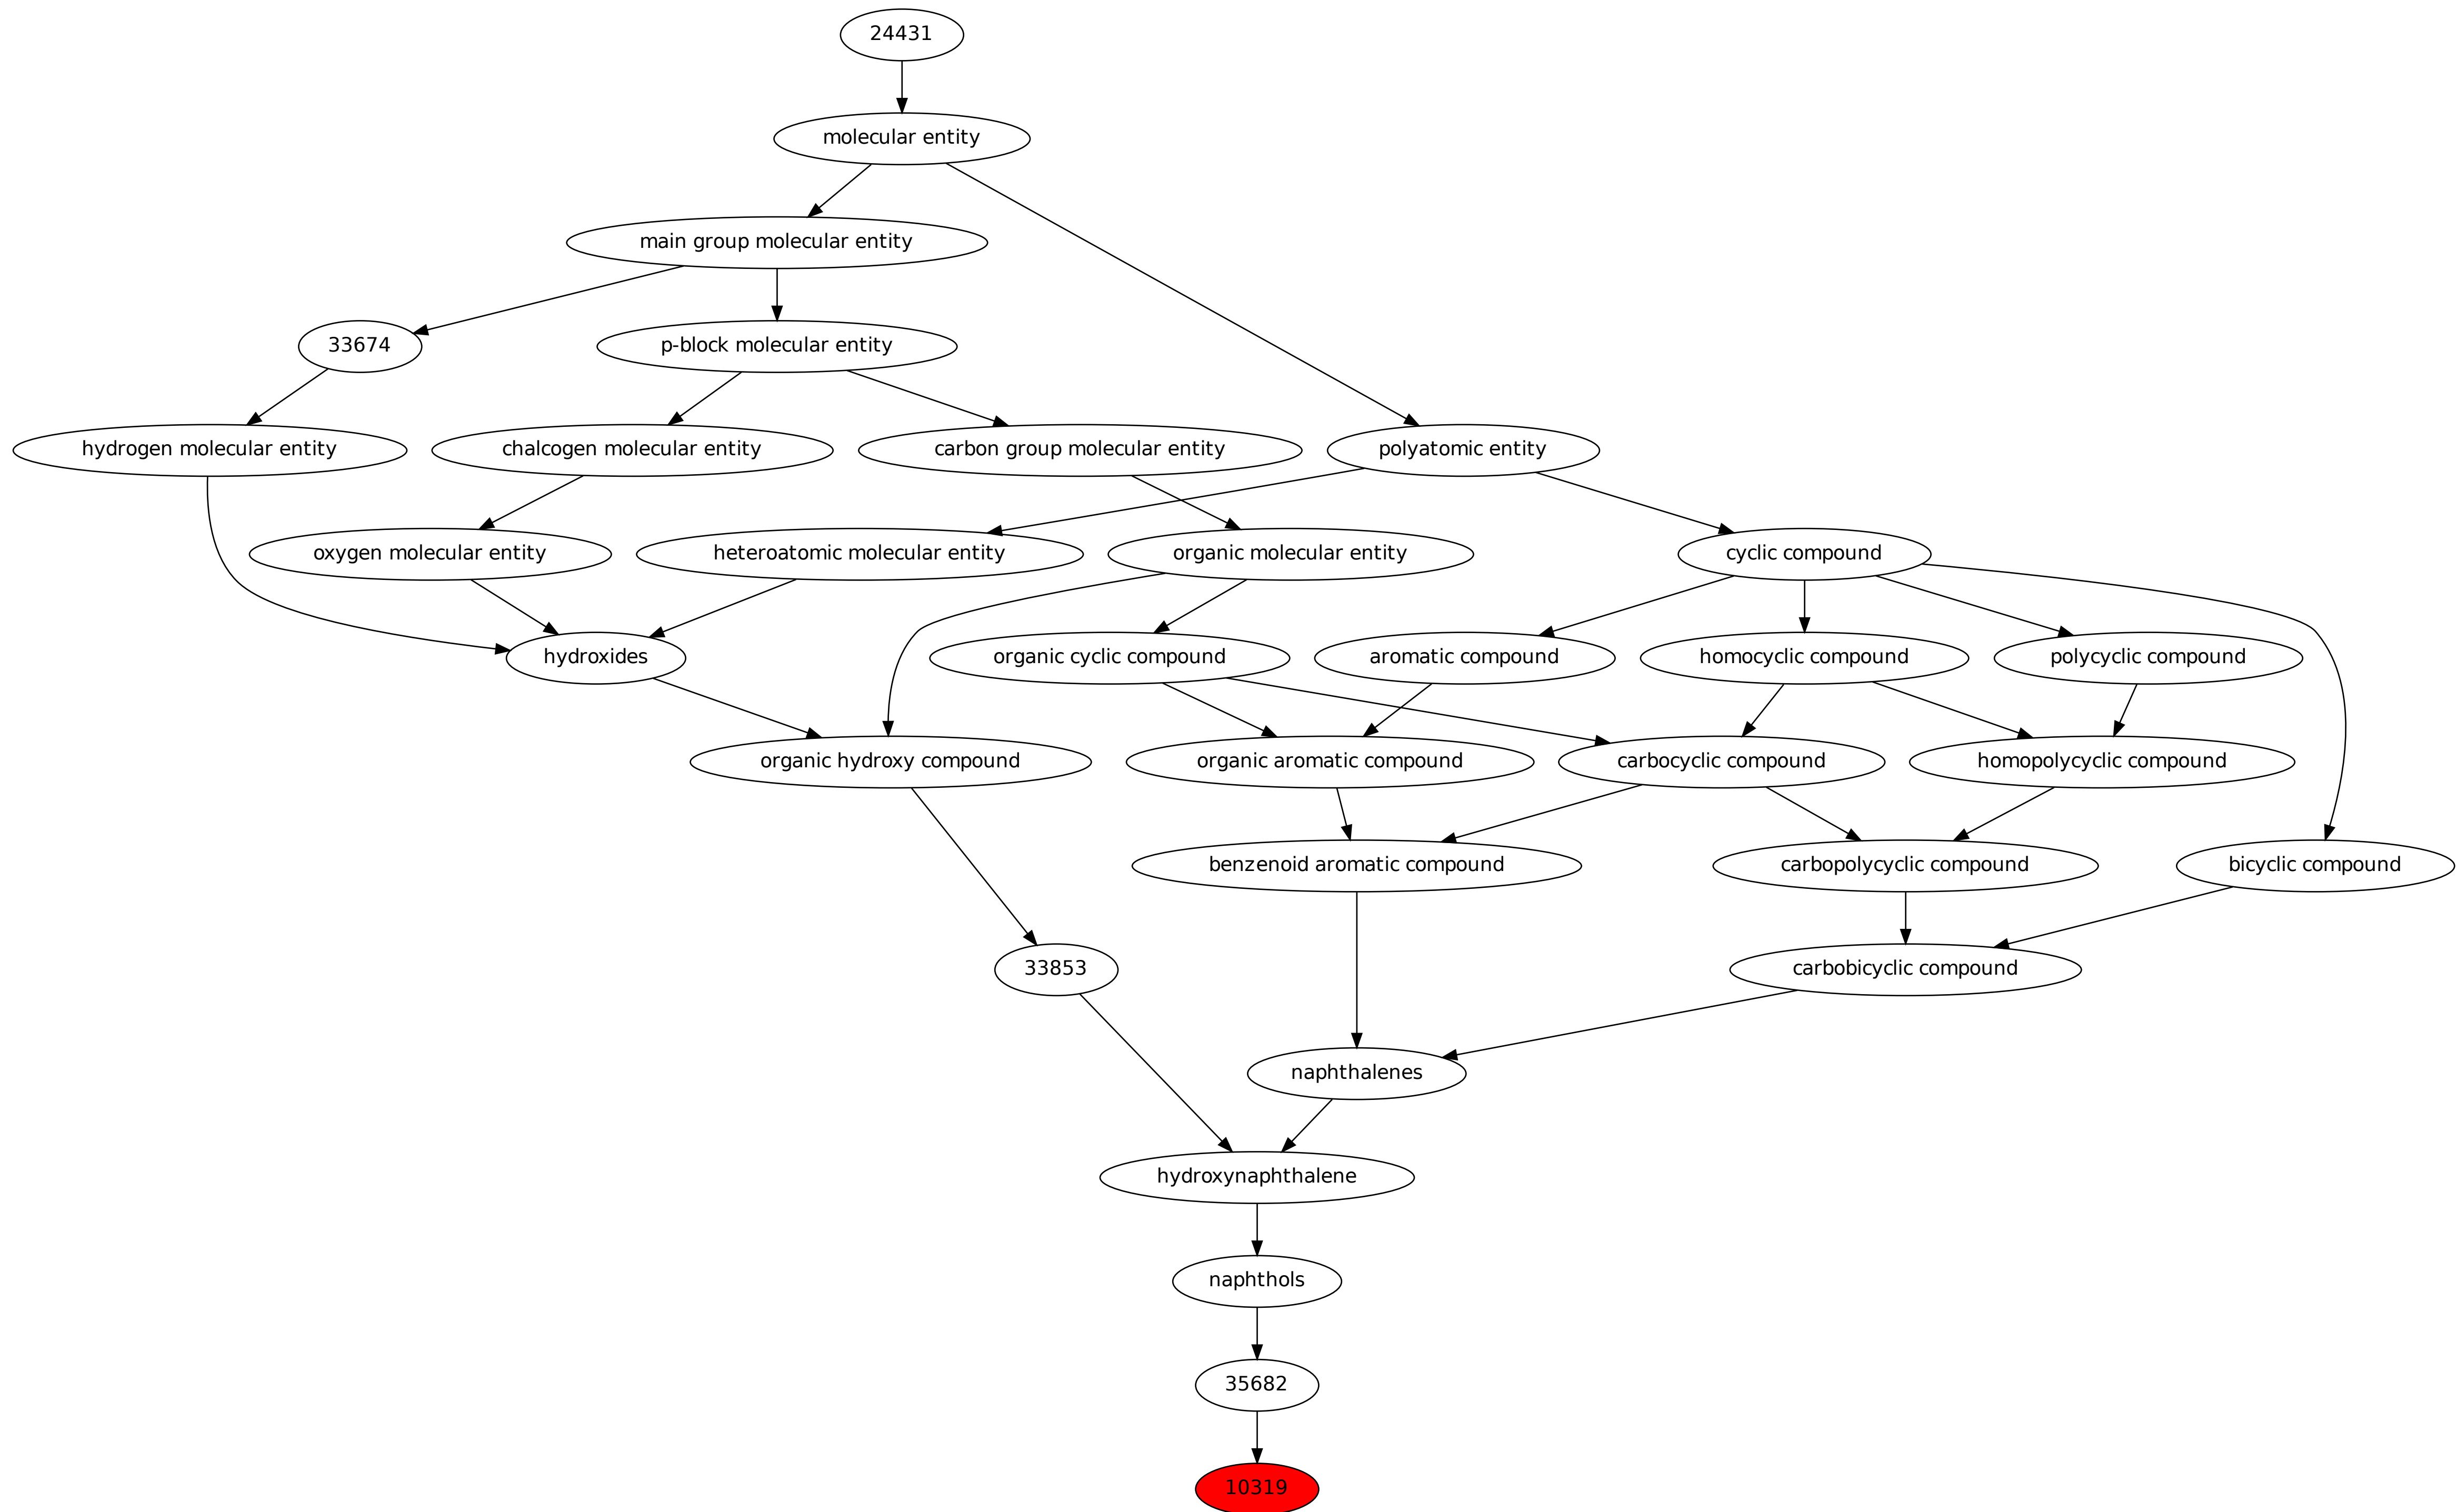 24431
molecular entity
main group molecular entity
33674
p-block molecular entity
hydrogen molecular entity
chalcogen molecular entity
carbon group molecular entity
polyatomic entity
oxygen molecular entity
heteroatomic molecular entity
organic molecular entity
cyclic compound
hydroxides
organic cyclic compound
aromatic compound
homocyclic compound
polycyclic compound
organic hydroxy compound
organic aromatic compound
carbocyclic compound
homopolycyclic compound
benzenoid aromatic compound
carbopolycyclic compound
bicyclic compound
33853
carbobicyclic compound
naphthalenes
hydroxynaphthalene
naphthols
35682
10319